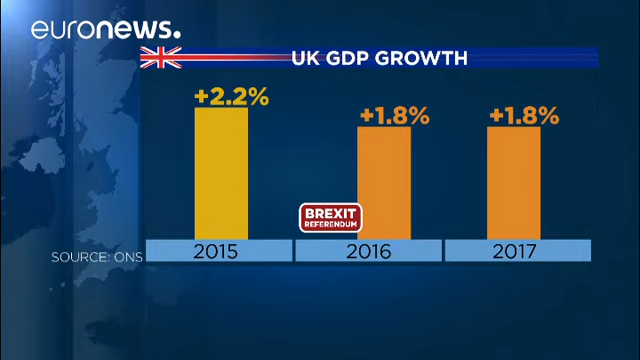 euronews.
UK GDP GROWTH
+2.2%
+1.8%
+1.8%
BREXIT
REFERENDUM
2015
2016
2017
SOURCE: ONS